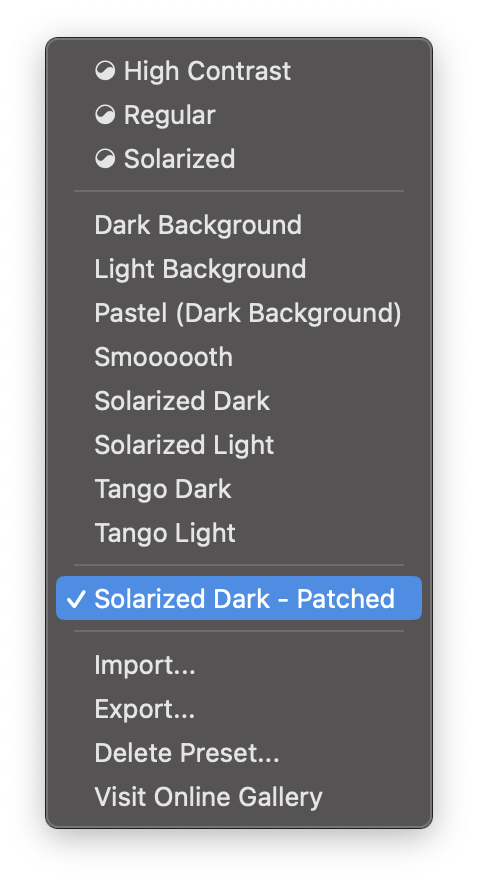 High Contrast
Regular
Solarized
Dark Background
Light Background
Pastel (Dark Background)
Smoooooth
Solarized Dark
Solarized Light
Tango Dark
Tango Light
Solarized Dark - Patched
Import...
Export...
Delete Preset...
Visit Online Gallery